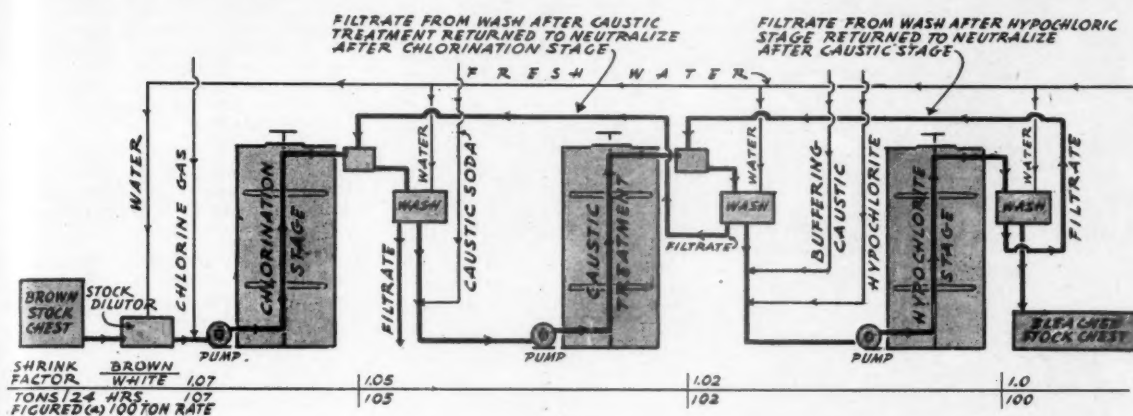 FILTRATE FROM WASH AFTER CAUSTIC
TREATMENT RETURNED TO NEUTRALIZE
AFTER CHLORINATION STAGE
FILTRATE FROM WASH AFTER HYPOCHLORIC
STAGE RETURNED TO NEUTRALIZE
AFTER CAUSTIC STAGE
FRESH WATER
WATER
CHLORINE GAS
CHLORINATION
STAGE
WATER
CAUSTIC SODA
WASH
FILTRATE
CAUSTIC
TREATMENT
WATER
WASH
FILTRATE
BUFFERING
CAUSTIC
HYPOCHLORITE
HYPOCHLORITE
STAGE
WATER
WASH
FILTRATE
BROWN
STOCK
CHEST
STOCK
DILUTOR
PUMP.
PUMP
PUMP
BLEACHED
STOCK CHEST
SHRINK BROWN
FACTOR WHITE 1.07 1.05 1.02 1.0
TONS/24 HRS. 107 105 102 100
FIGURED (a) 100 TON RATE